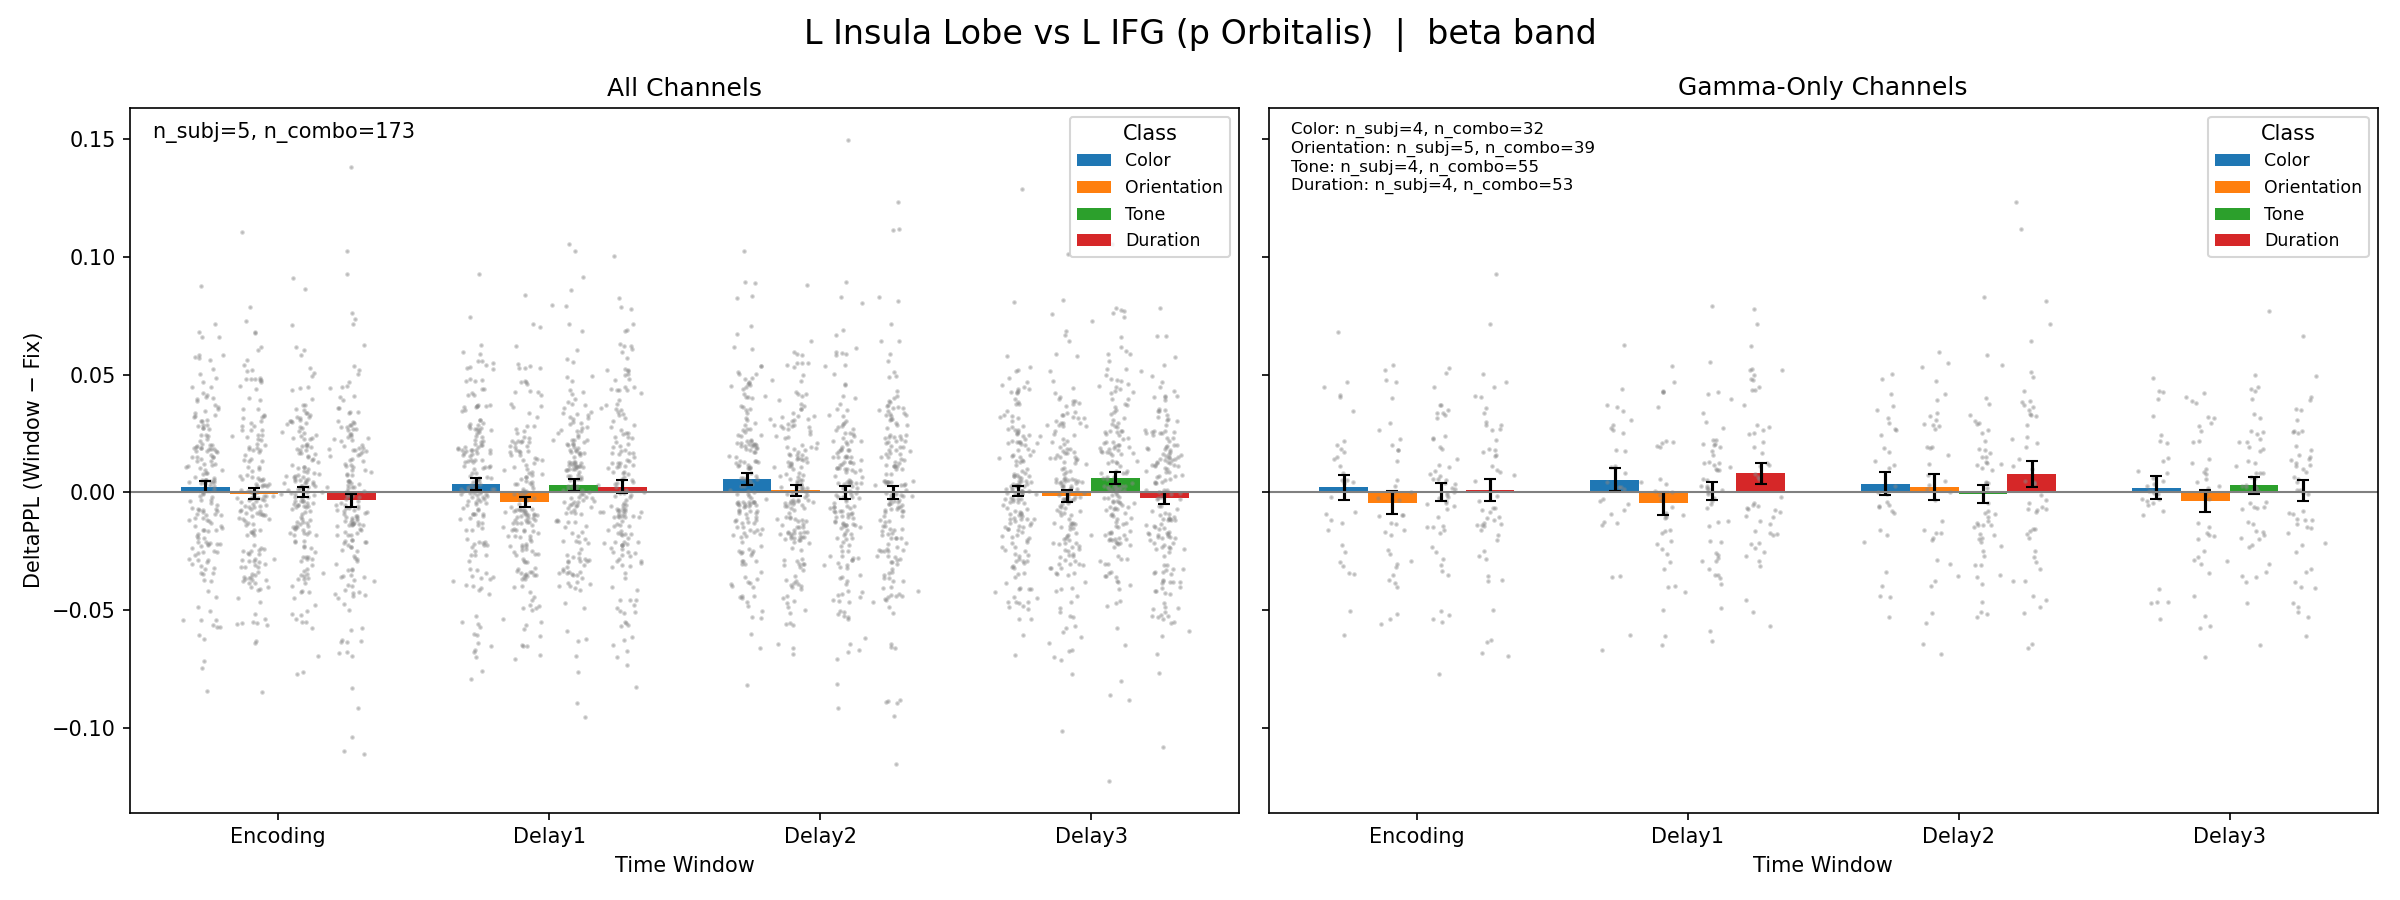 L Insula Lobe vs L IFG (p Orbitalis)  |  beta band
All Channels
n_subj=5, n_combo=173
Class
Color
Orientation
Tone
Duration
0.15
0.10
0.05
0.00
−0.05
−0.10
DeltaPPL (Window − Fix)
Encoding
Delay1
Delay2
Delay3
Time Window
Gamma-Only Channels
Color: n_subj=4, n_combo=32
Orientation: n_subj=5, n_combo=39
Tone: n_subj=4, n_combo=55
Duration: n_subj=4, n_combo=53
Class
Color
Orientation
Tone
Duration
Encoding
Delay1
Delay2
Delay3
Time Window